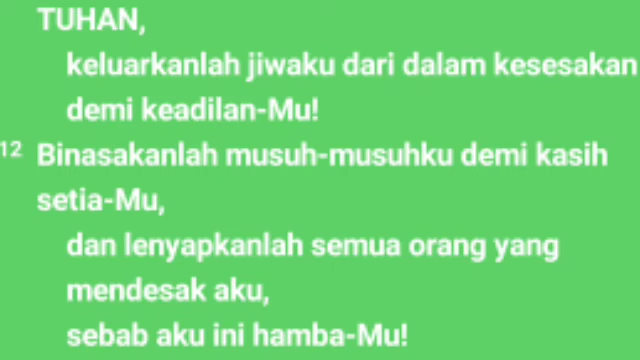 TUHAN,
keluarkanlah jiwaku dari dalam kesesakan
demi keadilan-Mu!
12 Binasakanlah musuh-musuhku demi kasih
setia-Mu,
dan lenyapkanlah semua orang yang
mendesak aku,
sebab aku ini hamba-Mu!